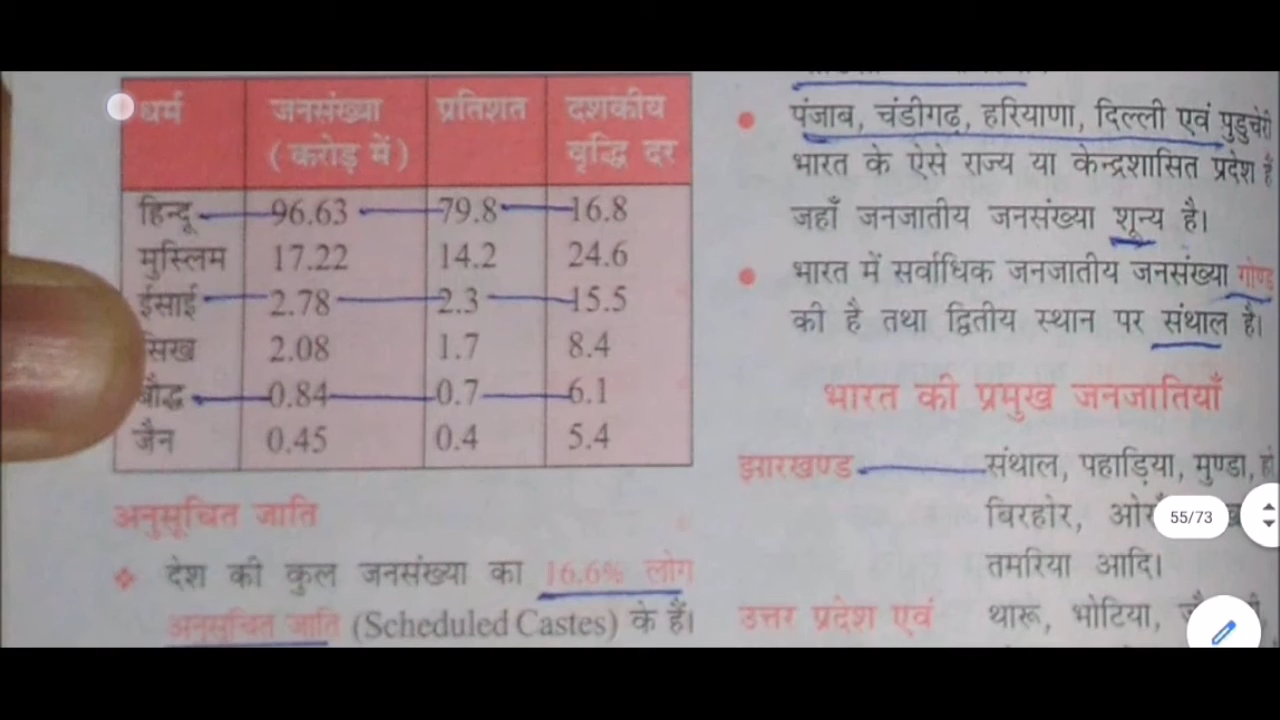 धर्म जनसंख्या (करोड़ में) प्रतिशत दशकीय वृद्धि दर
हिन्दू 96.63 79.8 16.8
मुस्लिम 17.22 14.2 24.6
ईसाई 2.78 2.3 15.5
सिख 2.08 1.7 8.4
बौद्ध 0.84 0.7 6.1
जैन 0.45 0.4 5.4
अनुसूचित जाति
देश की कुल जनसंख्या का 16.6% लोग
अनुसूचित जाति (Scheduled Castes) के हैं।
पंजाब, चंडीगढ़, हरियाणा, दिल्ली एवं पुडुचेरी
भारत के ऐसे राज्य या केन्द्रशासित प्रदेश हैं
जहाँ जनजातीय जनसंख्या शून्य है।
भारत में सर्वाधिक जनजातीय जनसंख्या गोण्ड
की है तथा द्वितीय स्थान पर संथाल है।
भारत की प्रमुख जनजातियाँ
झारखण्ड संथाल, पहाड़िया, मुण्डा, हो
बिरहोर,
तमरिया आदि।
उत्तर प्रदेश एवं थारू, भोटिया,
55/73